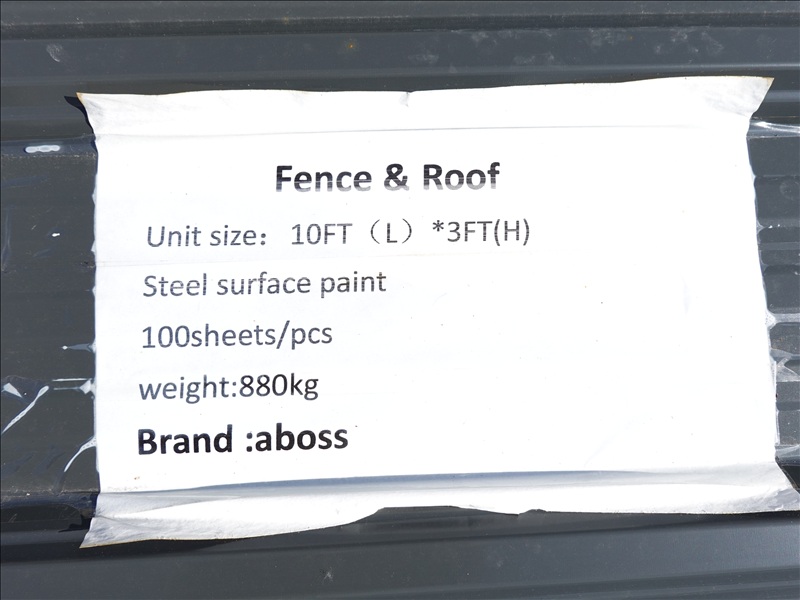 Fence & Roof
Unit size： 10FT（L）*3FT(H)
Steel surface paint
100sheets/pcs
weight:880kg
Brand :aboss